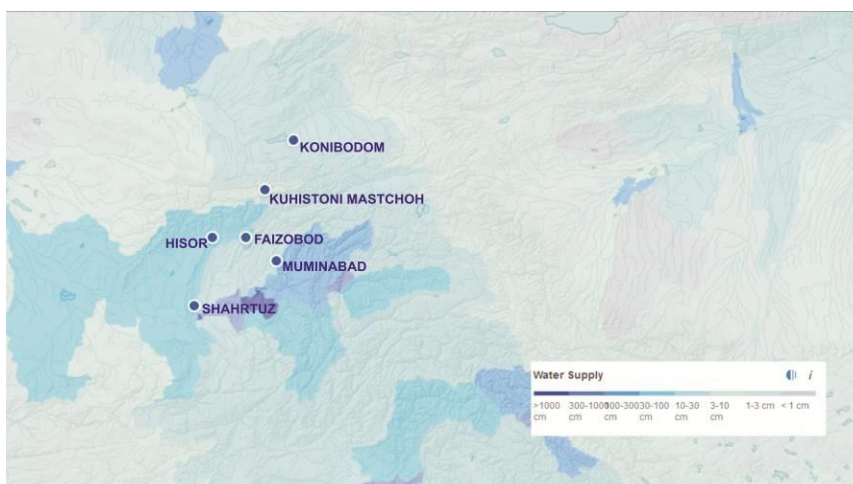 KONIBODOM
KUHISTONI MASTCHOH
HISOR
FAIZOBOD
MUMINABAD
SHAHRTUZ
Water Supply i
>1000 300-1000 100-300 30-100 10-30 3-10 1-3 cm < 1 cm
cm cm cm cm cm cm